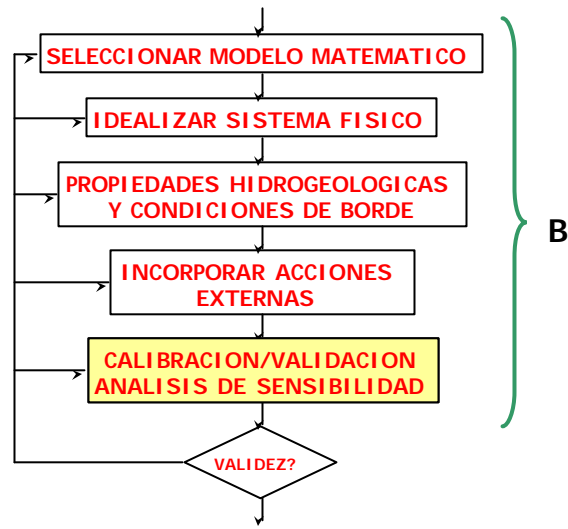 SELECCIONAR MODELO MATEMATICO
IDEALIZAR SISTEMA FISICO
PROPIEDADES HIDROGEOLOGICAS
Y CONDICIONES DE BORDE
B
INCORPORAR ACCIONES
EXTERNAS
CALIBRACION/VALIDACION
ANALISIS DE SENSIBILIDAD
VALIDEZ?